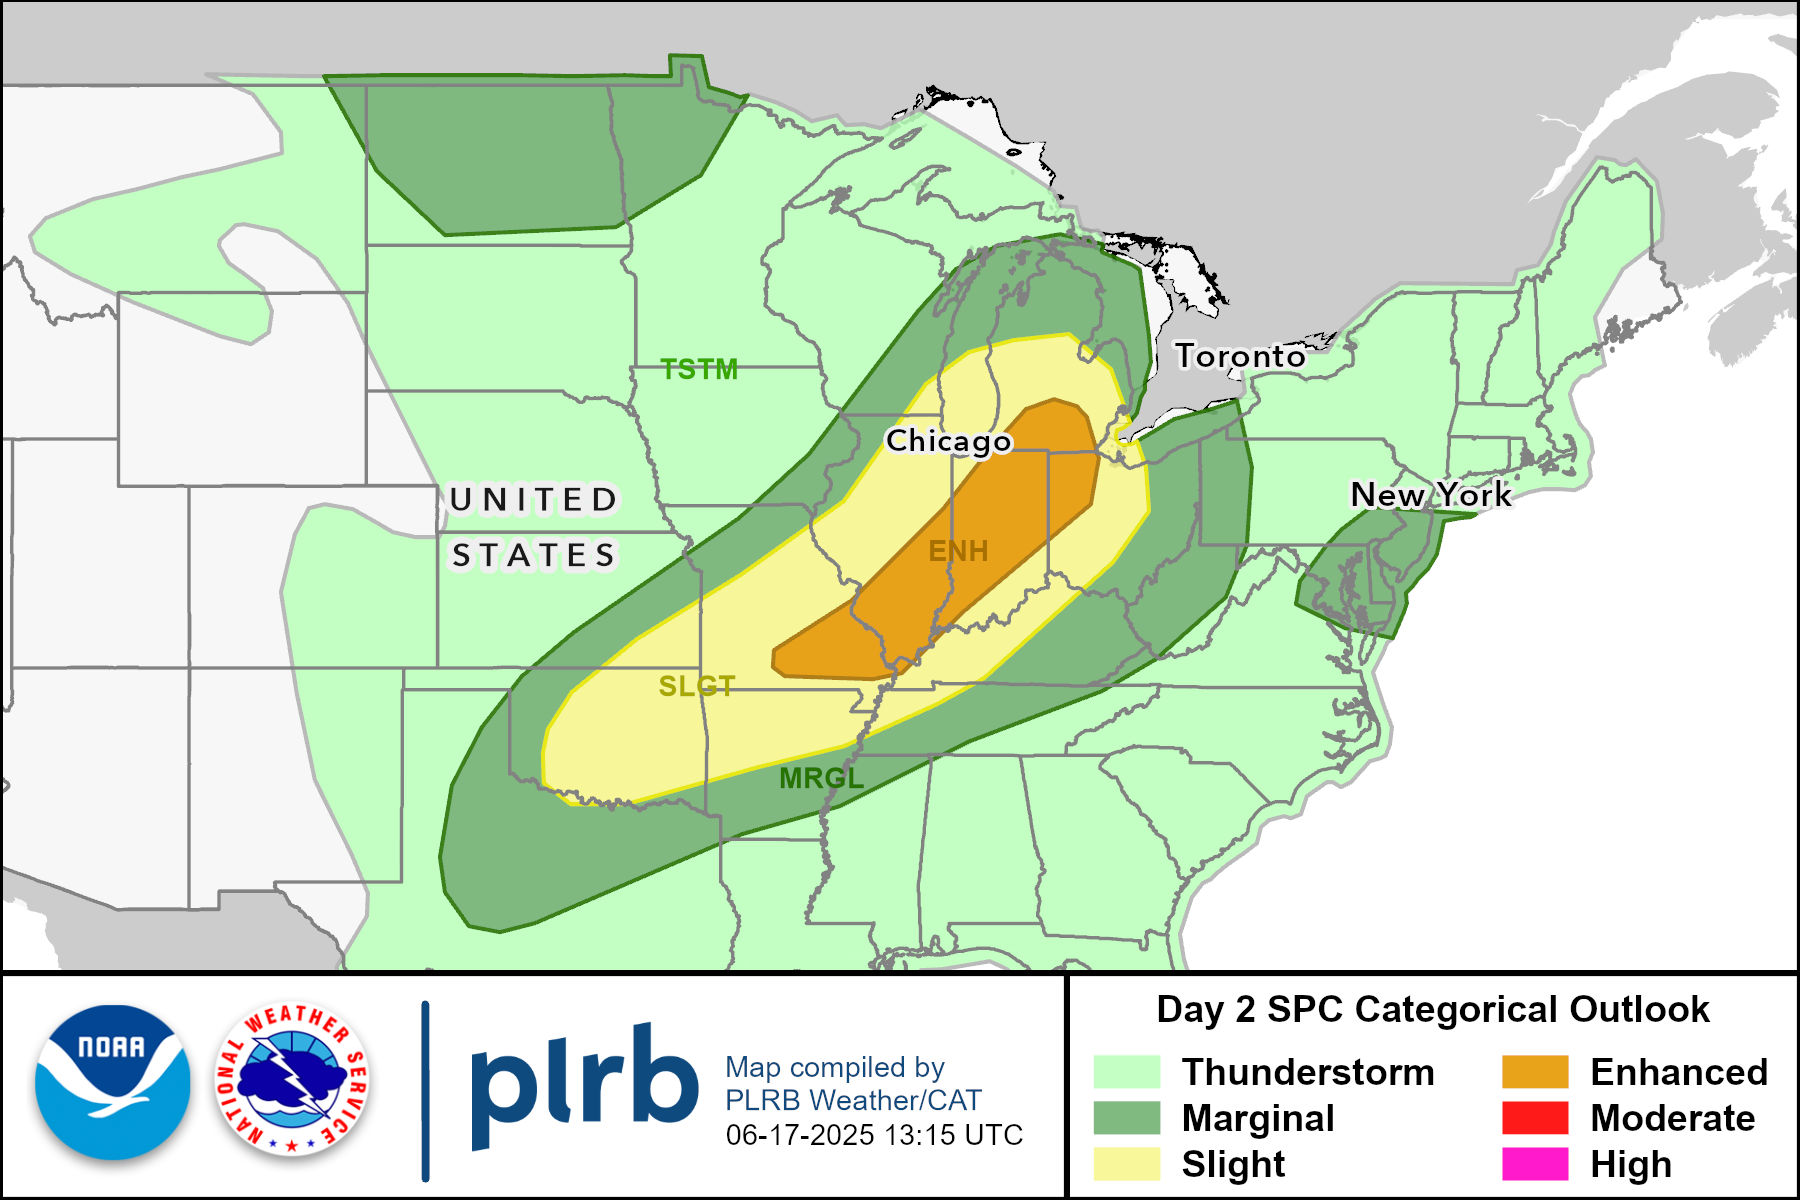 TSTM
Toronto
Chicago
UNITED
STATES
New York
ENH
SLGT
MRGL
NOAA
NATIONAL WEATHER SERVICE
plrb
Map compiled by
PLRB Weather/CAT
06-17-2025 13:15 UTC
Day 2 SPC Categorical Outlook
Thunderstorm
Marginal
Slight
Enhanced
Moderate
High